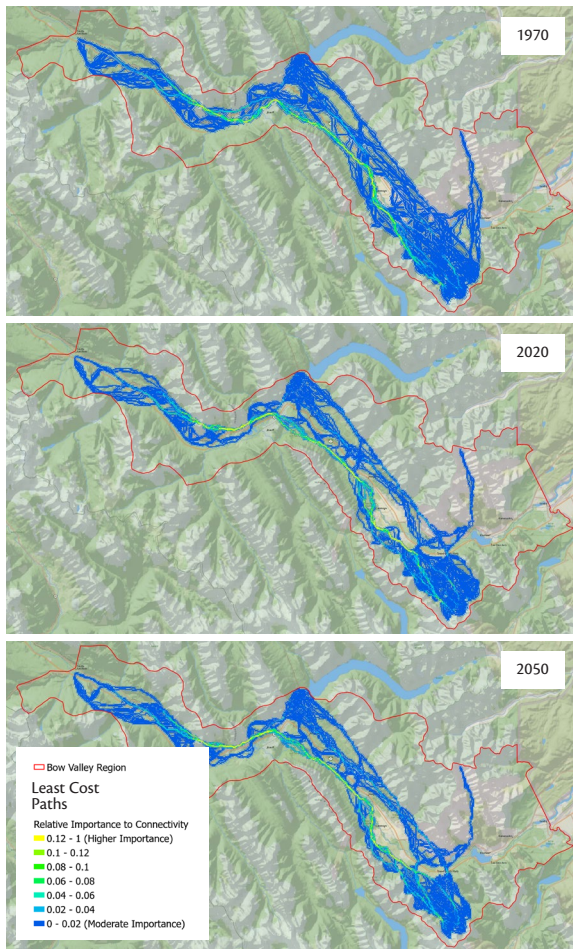 1970
2020
2050
Bow Valley Region
Least Cost
Paths
Relative Importance to Connectivity
0.12 - 1 (Higher Importance)
0.1 - 0.12
0.08 - 0.1
0.06 - 0.08
0.04 - 0.06
0.02 - 0.04
0 - 0.02 (Moderate Importance)